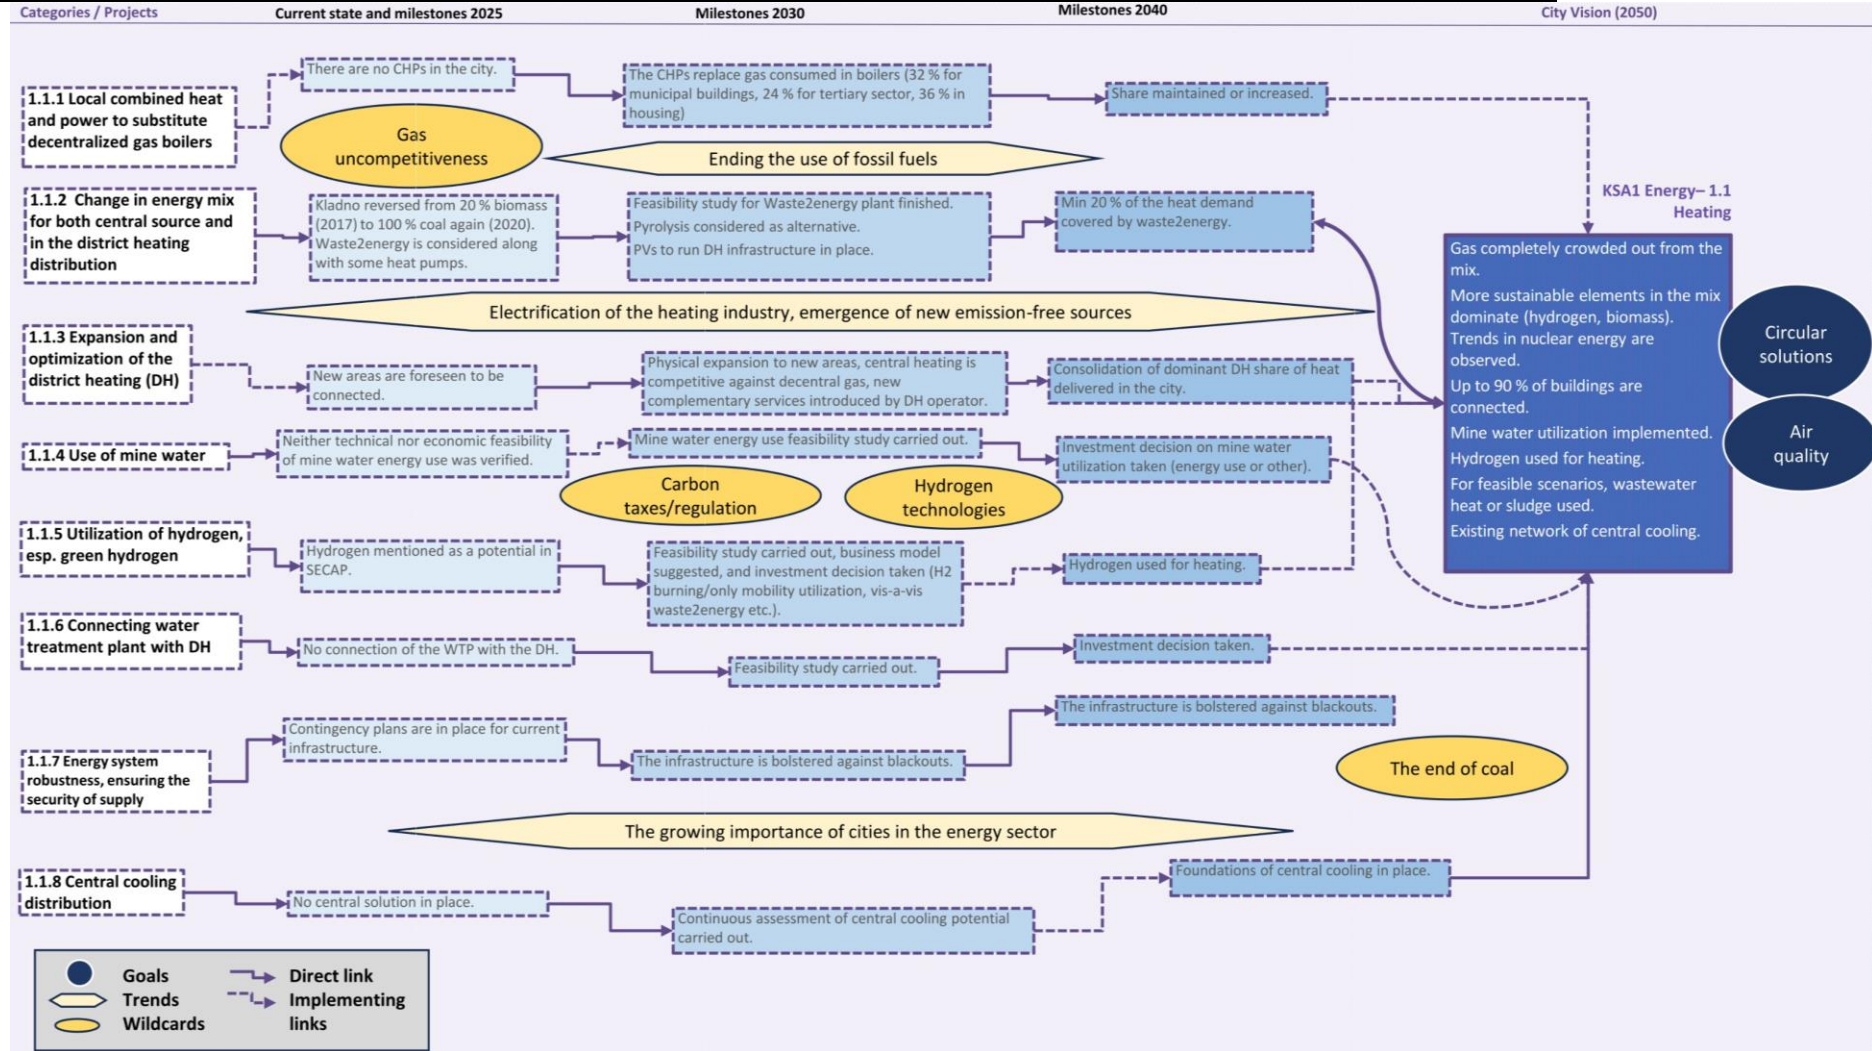 Categories / Projects
Current state and milestones 2025
Milestones 2030
Milestones 2040
City Vision (2050)
1.1.1 Local combined heat
and power to substitute
decentralized gas boilers
There are no CHPs in the city.
The CHPs replace gas consumed in boilers (32 % for
municipal buildings, 24 % for tertiary sector, 36 % in
housing)
Share maintained or increased.
Gas
uncompetitiveness
Ending the use of fossil fuels
1.1.2 Change in energy mix
for both central source and
in the district heating
distribution
Kladno reversed from 20 % biomass
(2017) to 100 % coal again (2020).
Waste2energy is considered along
with some heat pumps.
Feasibility study for Waste2energy plant finished.
Pyrolysis considered as alternative.
PVs to run DH infrastructure in place.
Min 20 % of the heat demand
covered by waste2energy.
KSA1 Energy– 1.1
Heating
Gas completely crowded out from the
mix.
More sustainable elements in the mix
dominate (hydrogen, biomass).
Trends in nuclear energy are
observed.
Up to 90 % of buildings are
connected.
Mine water utilization implemented.
Hydrogen used for heating.
For feasible scenarios, wastewater
heat or sludge used.
Existing network of central cooling.
Circular
solutions
Air
quality
Electrification of the heating industry, emergence of new emission-free sources
1.1.3 Expansion and
optimization of the
district heating (DH)
New areas are foreseen to be
connected.
Physical expansion to new areas, central heating is
competitive against decentral gas, new
complementary services introduced by DH operator.
Consolidation of dominant DH share of heat
delivered in the city.
1.1.4 Use of mine water
Neither technical nor economic feasibility
of mine water energy use was verified.
Mine water energy use feasibility study carried out.
Investment decision on mine water
utilization taken (energy use or other).
Carbon
taxes/regulation
Hydrogen
technologies
1.1.5 Utilization of hydrogen,
esp. green hydrogen
Hydrogen mentioned as a potential in
SECAP.
Feasibility study carried out, business model
suggested, and investment decision taken (H2
burning/only mobility utilization, vis-a-vis
waste2energy etc.).
Hydrogen used for heating.
1.1.6 Connecting water
treatment plant with DH
No connection of the WTP with the DH.
Feasibility study carried out.
Investment decision taken.
1.1.7 Energy system
robustness, ensuring the
security of supply
Contingency plans are in place for current
infrastructure.
The infrastructure is bolstered against blackouts.
The infrastructure is bolstered against blackouts.
The end of coal
The growing importance of cities in the energy sector
1.1.8 Central cooling
distribution
No central solution in place.
Continuous assessment of central cooling potential
carried out.
Foundations of central cooling in place.
Goals
Trends
Wildcards
Direct link
Implementing
links